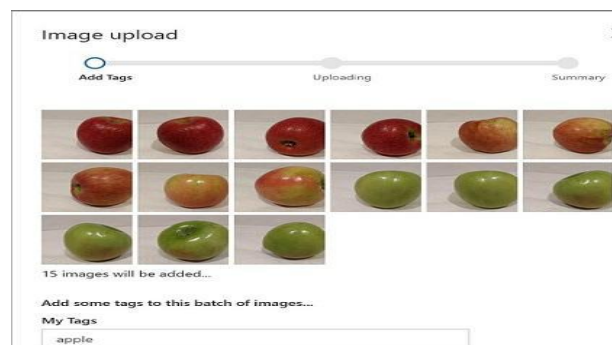 Image upload
Add Tags
Uploading
Summary
15 images will be added...
Add some tags to this batch of images...
My Tags
apple